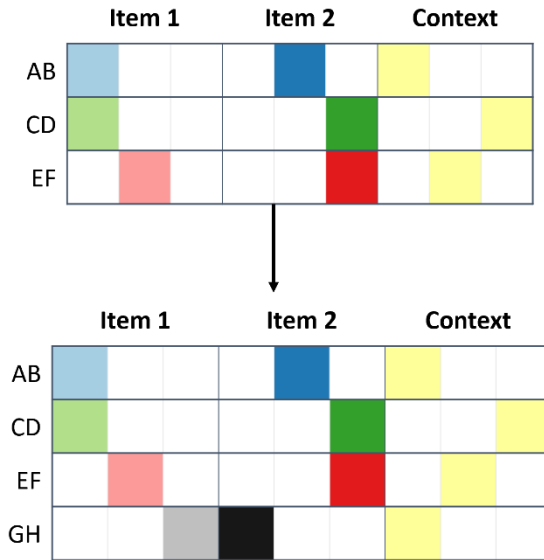 Item 1 Item 2 Context
AB
CD
EF
Item 1 Item 2 Context
AB
CD
EF
GH